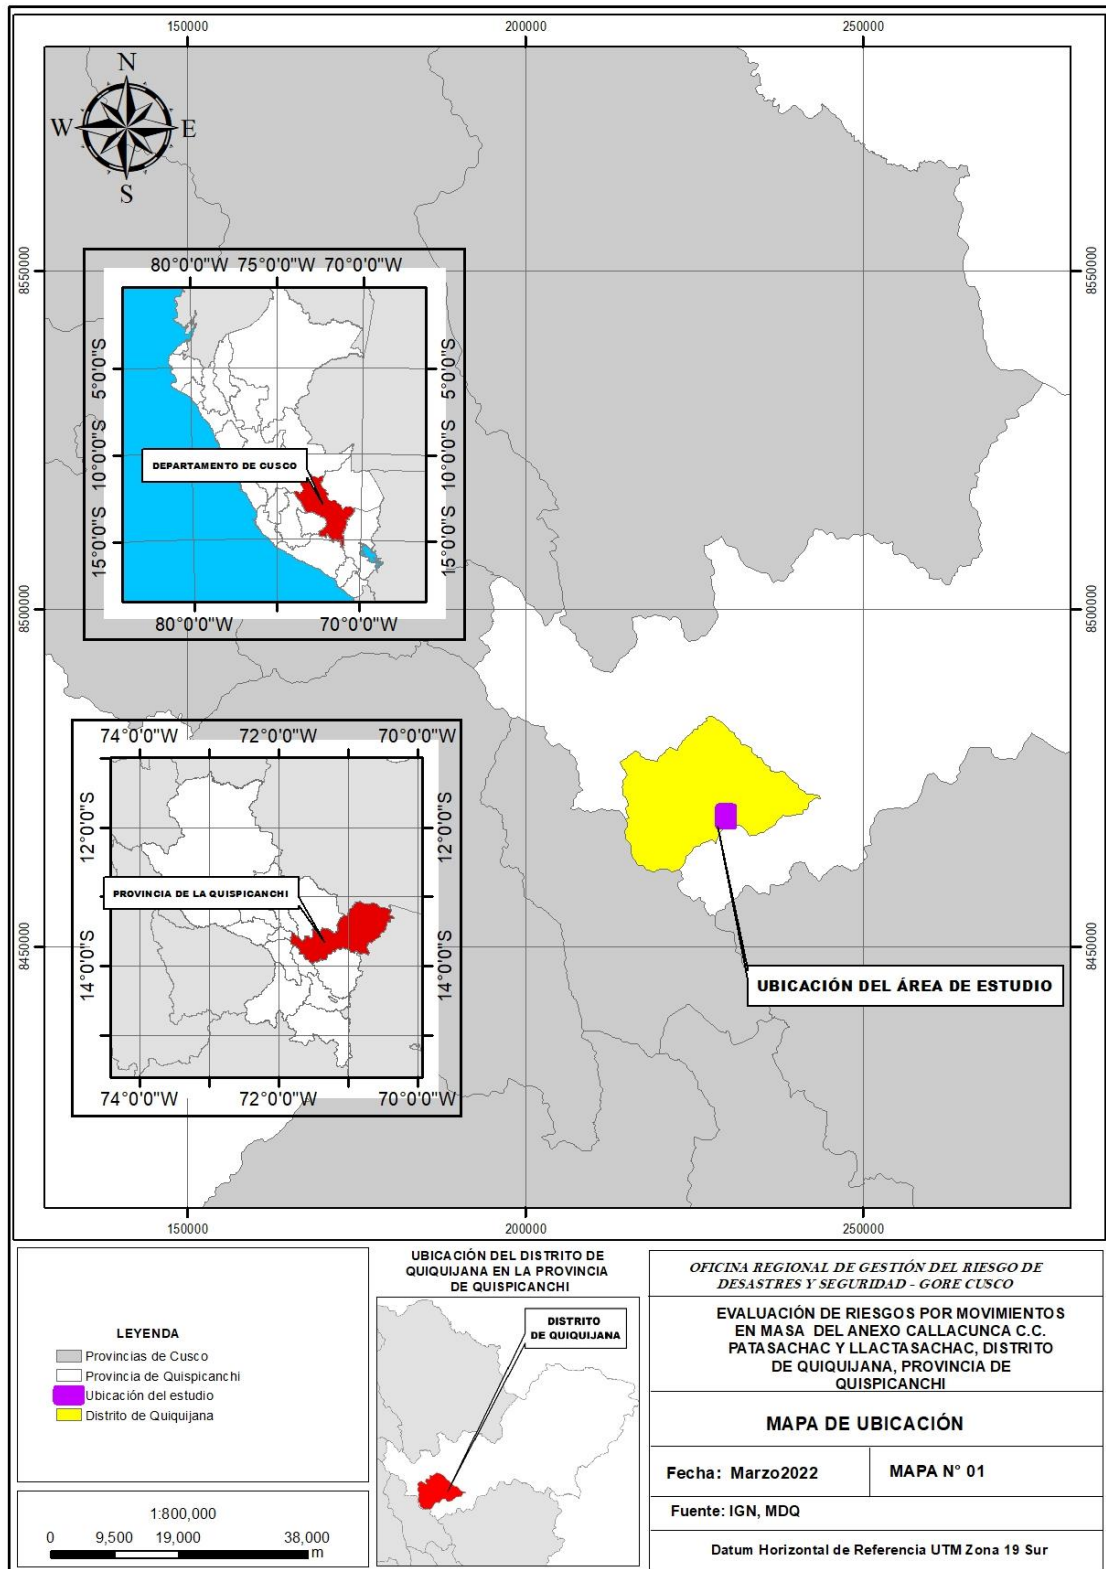 150000
200000
250000
N
W
E
S
8550000
8550000
80°0'0"W 75°0'0"W 70°0'0"W
5°0'0"S
5°0'0"S
10°0'0"S
10°0'0"S
DEPARTAMENTO DE CUSCO
15°0'0"S
15°0'0"S
80°0'0"W
70°0'0"W
8500000
8500000
74°0'0"W
72°0'0"W
70°0'0"W
12°0'0"S
12°0'0"S
PROVINCIA DE LA QUISPICANCHI
14°0'0"S
14°0'0"S
74°0'0"W
72°0'0"W
70°0'0"W
8450000
8450000
UBICACIÓN DEL ÁREA DE ESTUDIO
150000
200000
250000
LEYENDA
Provincias de Cusco
Provincia de Quispicanchi
Ubicación del estudio
Distrito de Quiquijana
1:800,000
0 9,500 19,000 38,000
m
UBICACIÓN DEL DISTRITO DE
QUIQUIJANA EN LA PROVINCIA
DE QUISPICANCHI
DISTRITO
DE QUIQUIJANA
OFICINA REGIONAL DE GESTIÓN DEL RIESGO DE
DESASTRES Y SEGURIDAD - GORE CUSCO
EVALUACIÓN DE RIESGOS POR MOVIMIENTOS
EN MASA DEL ANEXO CALLACUNCA C.C.
PATASACHAC Y LLACTASACHAC, DISTRITO
DE QUIQUIJANA, PROVINCIA DE
QUISPICANCHI
MAPA DE UBICACIÓN
Fecha: Marzo2022
MAPA N° 01
Fuente: IGN, MDQ
Datum Horizontal de Referencia UTM Zona 19 Sur